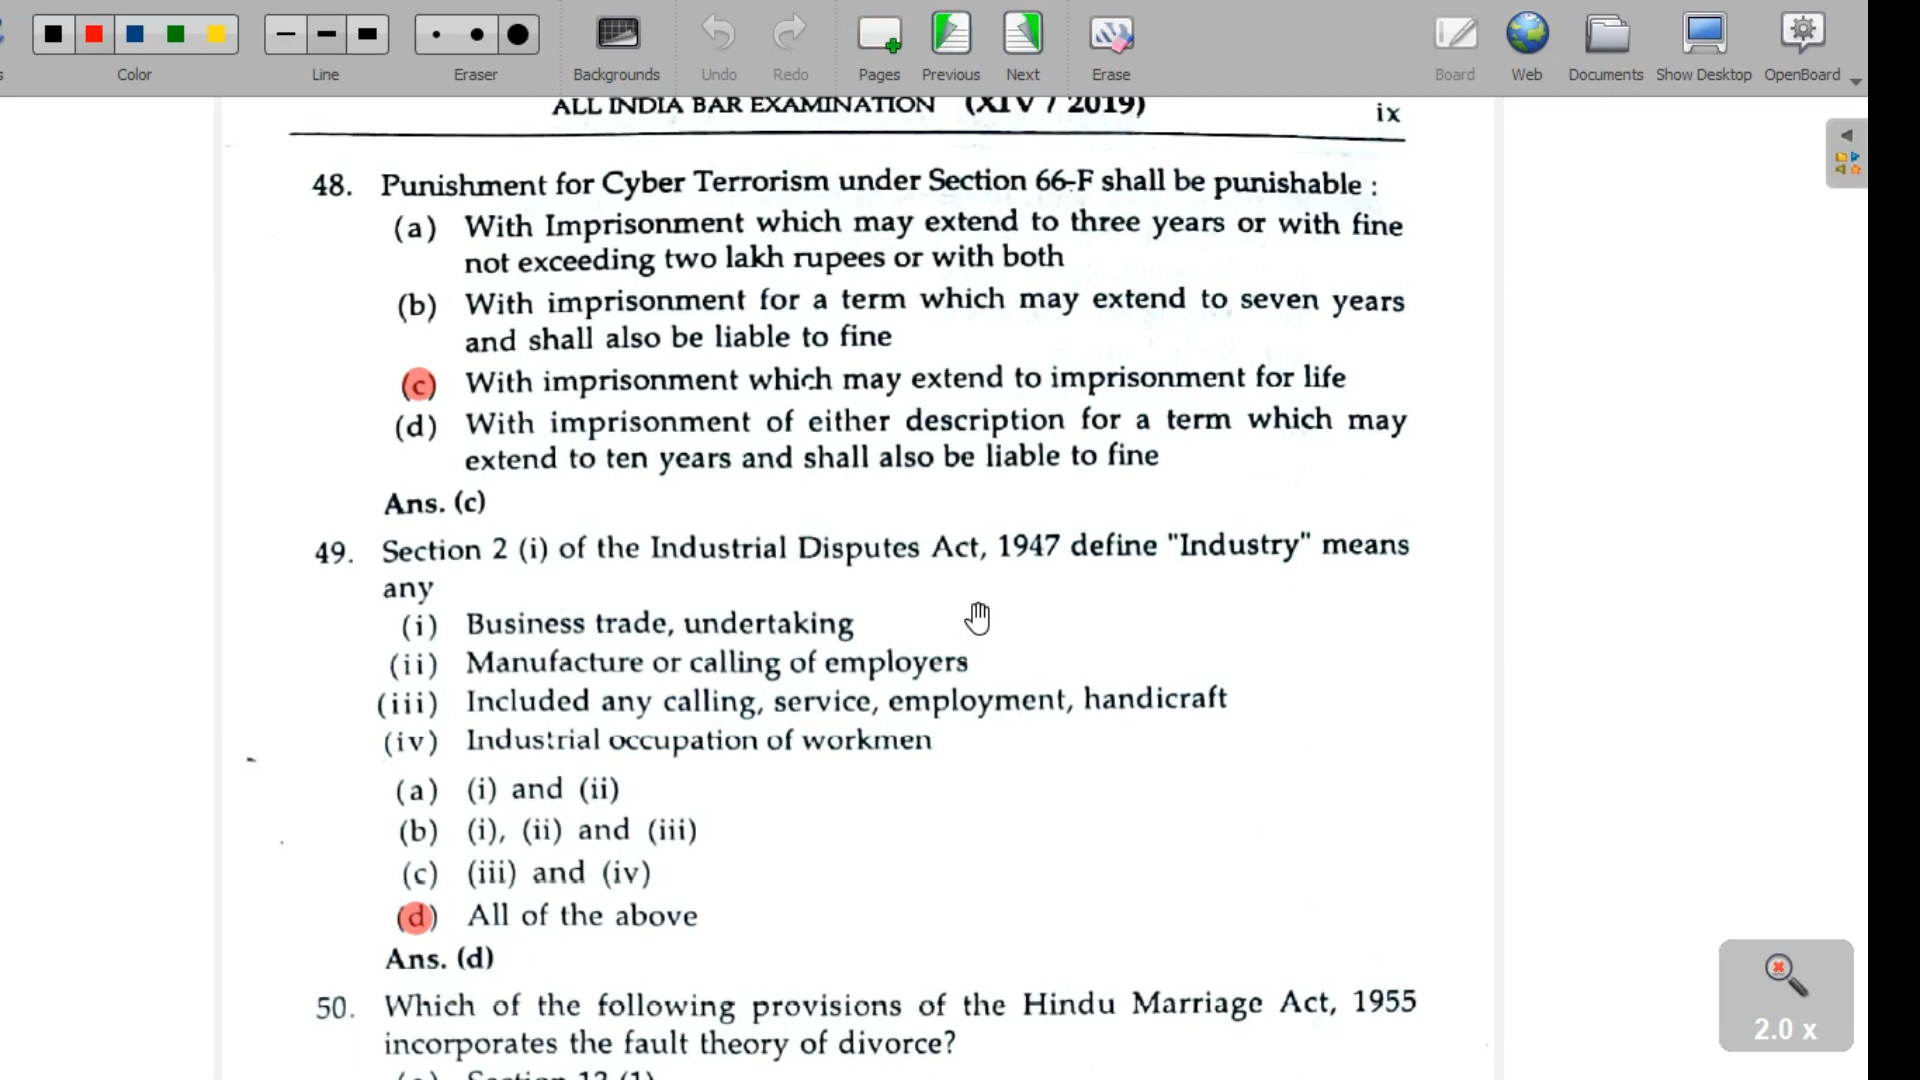 Color
Line
Eraser
Backgrounds
Undo
Redo
Pages
Previous
Next
Erase
Board
Web
Documents
Show Desktop
OpenBoard
ALL INDIA BAR EXAMINATION (XIV / 2019) ix
48. Punishment for Cyber Terrorism under Section 66-F shall be punishable :
(a) With Imprisonment which may extend to three years or with fine
not exceeding two lakh rupees or with both
(b) With imprisonment for a term which may extend to seven years
and shall also be liable to fine
(c) With imprisonment which may extend to imprisonment for life
(d) With imprisonment of either description for a term which may
extend to ten years and shall also be liable to fine
Ans. (c)
49. Section 2 (i) of the Industrial Disputes Act, 1947 define "Industry" means
any
(i) Business trade, undertaking
(ii) Manufacture or calling of employers
(iii) Included any calling, service, employment, handicraft
(iv) Industrial occupation of workmen
(a) (i) and (ii)
(b) (i), (ii) and (iii)
(c) (iii) and (iv)
(d) All of the above
Ans. (d)
50. Which of the following provisions of the Hindu Marriage Act, 1955
incorporates the fault theory of divorce?
(a) Section 13 (1)
2.0 x